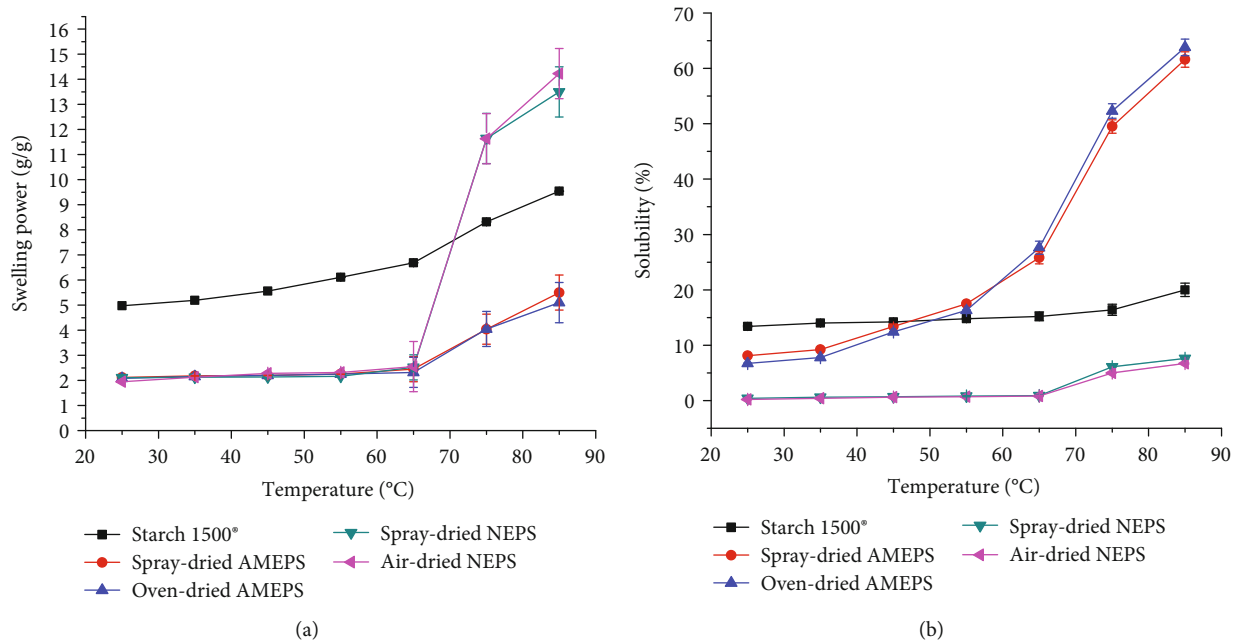 16
15
14
13
12
11
10
9
8
7
6
5
4
3
2
1
0
Swelling power (g/g)
20 30 40 50 60 70 80 90
Temperature (°C)
Starch 1500®
Spray-dried AMEPS
Oven-dried AMEPS
Spray-dried NEPS
Air-dried NEPS
(a)
70
60
50
40
30
20
10
0
Solubility (%)
20 30 40 50 60 70 80 90
Temperature (°C)
Starch 1500®
Spray-dried AMEPS
Oven-dried AMEPS
Spray-dried NEPS
Air-dried NEPS
(b)